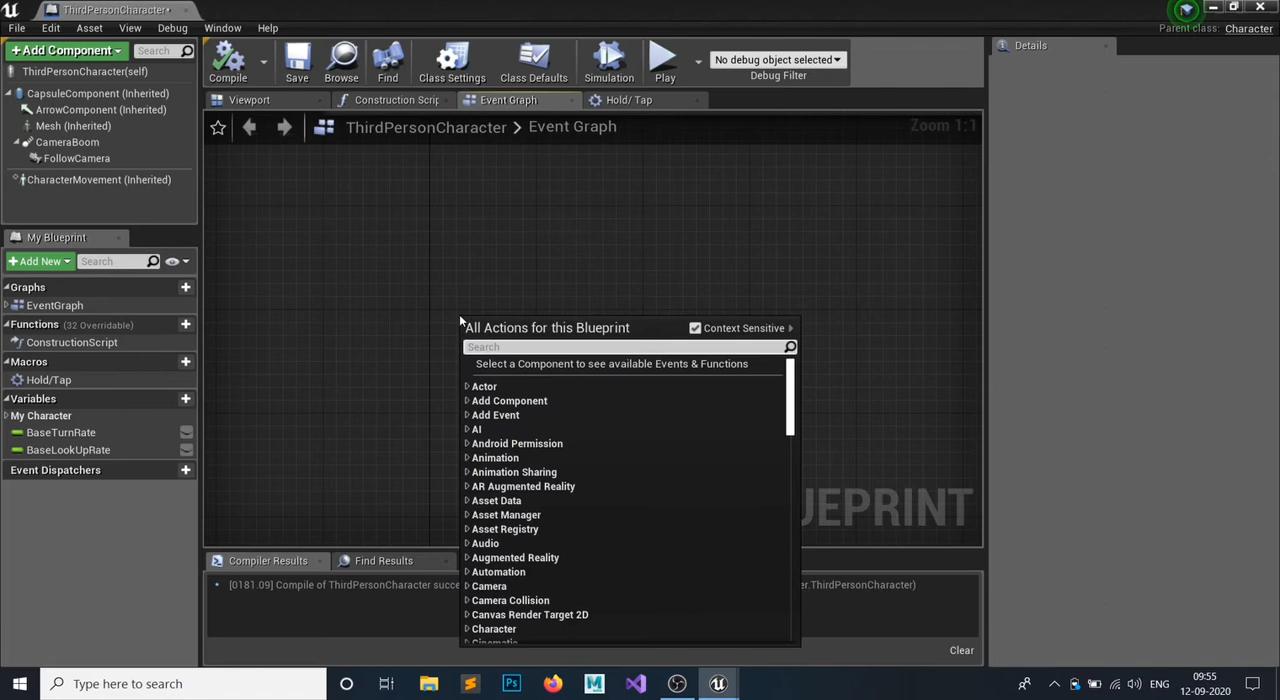 ThirdPersonCharacter*
File Edit Asset View Debug Window Help
Parent class: Character
Add Component
Search
ThirdPersonCharacter(self)
CapsuleComponent (Inherited)
ArrowComponent (Inherited)
Mesh (Inherited)
CameraBoom
FollowCamera
CharacterMovement (Inherited)
My Blueprint
Add New
Search
Graphs
EventGraph
Functions (32 Overridable)
ConstructionScript
Macros
Hold/Tap
Variables
My Character
BaseTurnRate
BaseLookUpRate
Event Dispatchers
Compile Save Browse Find Class Settings Class Defaults Simulation Play
No debug object selected
Debug Filter
Viewport Construction Scrip Event Graph Hold/ Tap
ThirdPersonCharacter > Event Graph
Zoom 1:1
All Actions for this Blueprint
Context Sensitive
Search
Select a Component to see available Events & Functions
Actor
Add Component
Add Event
AI
Android Permission
Animation
Animation Sharing
AR Augmented Reality
Asset Data
Asset Manager
Asset Registry
Audio
Augmented Reality
Automation
Camera
Camera Collision
Canvas Render Target 2D
Character
UEPRINT
Compiler Results Find Results
[0181.09] Compile of ThirdPersonCharacter succe
er.ThirdPersonCharacter)
Clear
Details
Type here to search
Ps
M
ENG
09:55
12-09-2020